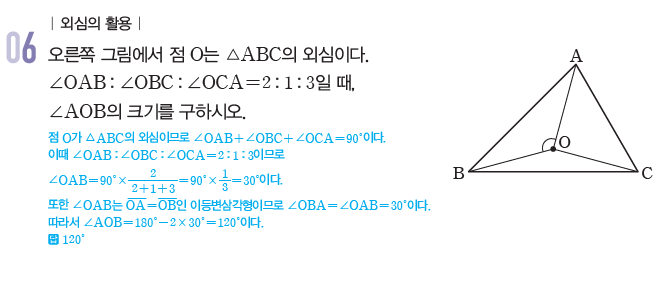 | 외심의 활용 |
06 오른쪽 그림에서 점 O는 △ABC의 외심이다.
∠OAB : ∠OBC : ∠OCA=2 : 1 : 3일 때,
∠AOB의 크기를 구하시오.
점 O가 △ABC의 외심이므로 ∠OAB+∠OBC+∠OCA=90°이다.
이때 ∠OAB : ∠OBC : ∠OCA=2 : 1 : 3이므로
∠OAB=90°×2/(2+1+3)=90°×1/3=30°이다.
또한 ∠OAB는 O̅A̅=O̅B̅인 이등변삼각형이므로 ∠OBA=∠OAB=30°이다.
따라서 ∠AOB=180°−2×30°=120°이다.
답 120°
A
O
B
C